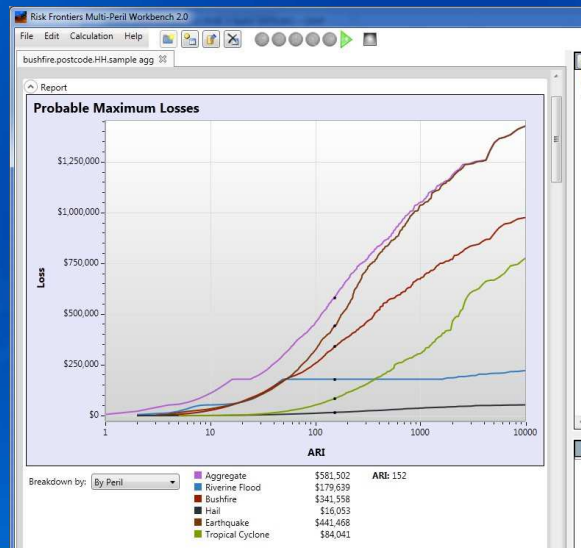 Risk Frontiers Multi-Peril Workbench 2.0
File Edit Calculation Help
bushfire.postcode.HH.sample agg
Report
Probable Maximum Losses
$1,250,000
$1,000,000
$750,000
$500,000
$250,000
$0
Loss
1 10 100 1000 10000
ARI
Breakdown by: By Peril
Aggregate $581,502 ARI: 152
Riverine Flood $179,639
Bushfire $341,558
Hail $16,053
Earthquake $441,468
Tropical Cyclone $84,041